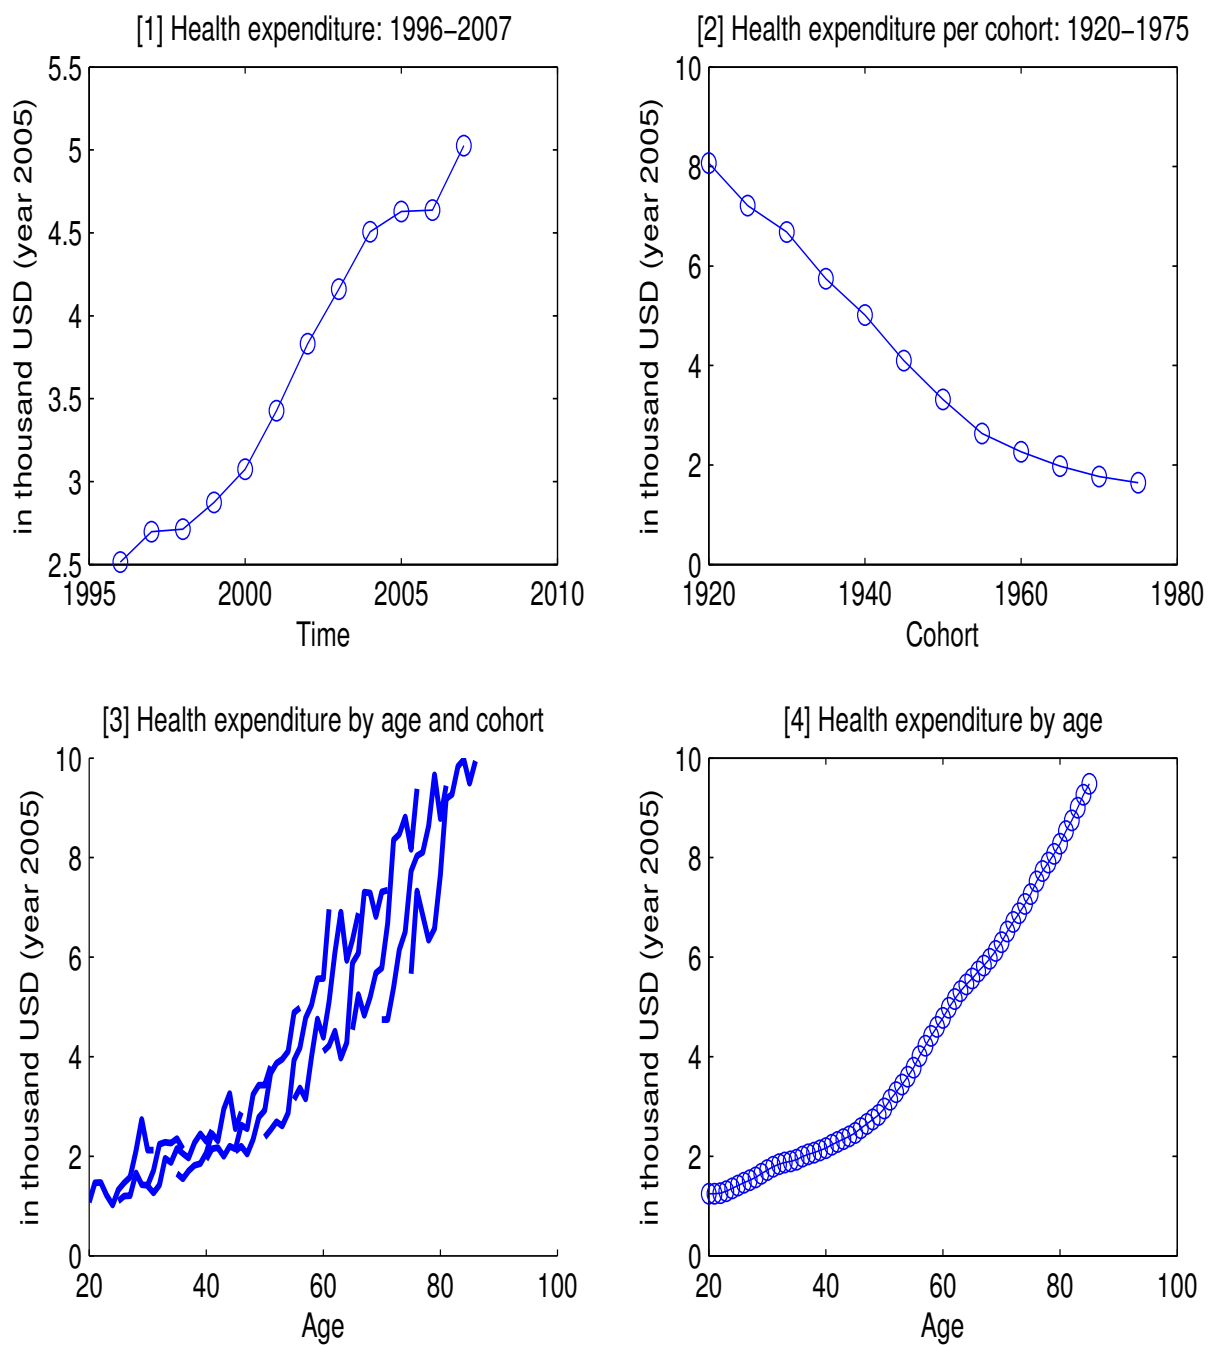 [1] Health expenditure: 1996−2007
5.5
5
4.5
4
3.5
3
2.5
in thousand USD (year 2005)
1995 2000 2005 2010
Time
[2] Health expenditure per cohort: 1920−1975
10
8
6
4
2
0
in thousand USD (year 2005)
1920 1940 1960 1980
Cohort
[3] Health expenditure by age and cohort
10
8
6
4
2
0
in thousand USD (year 2005)
20 40 60 80 100
Age
[4] Health expenditure by age
10
8
6
4
2
0
in thousand USD (year 2005)
20 40 60 80 100
Age